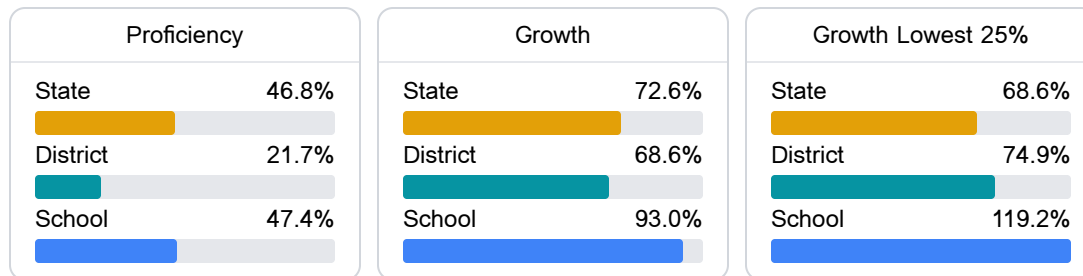 Proficiency
State 46.8%
District 21.7%
School 47.4%
Growth
State 72.6%
District 68.6%
School 93.0%
Growth Lowest 25%
State 68.6%
District 74.9%
School 119.2%